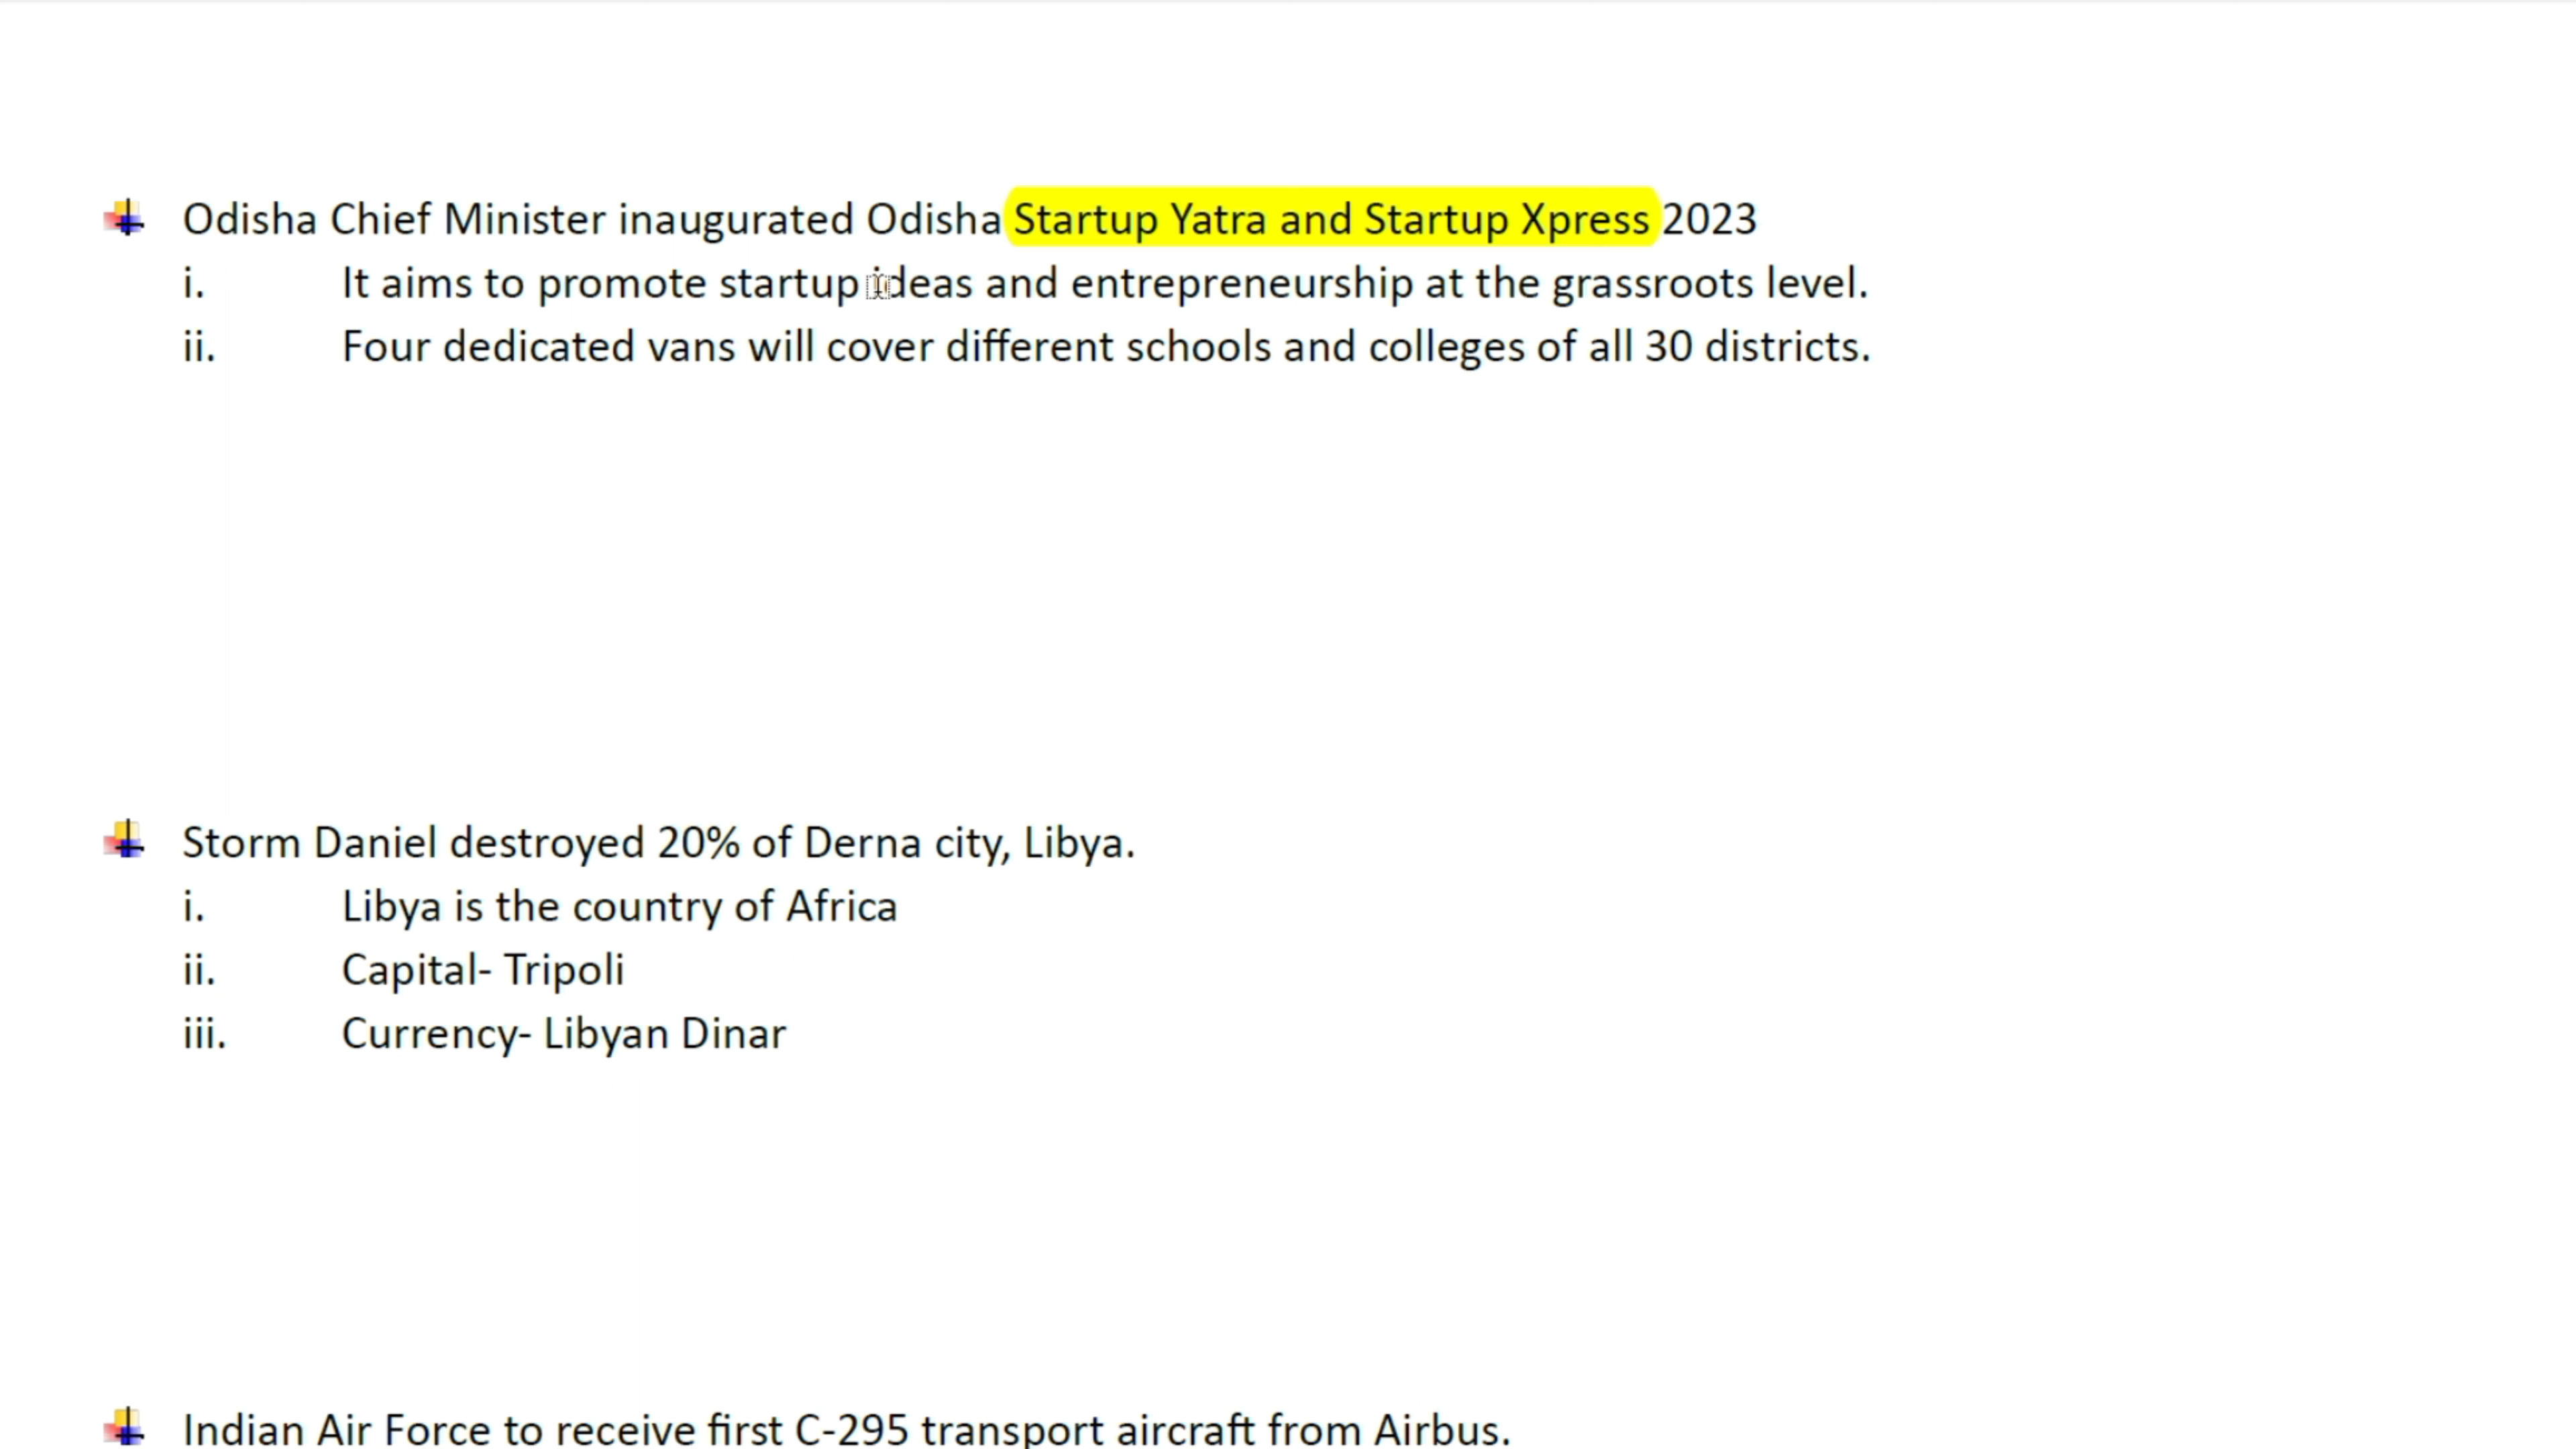 Odisha Chief Minister inaugurated Odisha Startup Yatra and Startup Xpress 2023
i. It aims to promote startup ideas and entrepreneurship at the grassroots level.
ii. Four dedicated vans will cover different schools and colleges of all 30 districts.
Storm Daniel destroyed 20% of Derna city, Libya.
i. Libya is the country of Africa
ii. Capital- Tripoli
iii. Currency- Libyan Dinar
Indian Air Force to receive first C-295 transport aircraft from Airbus.